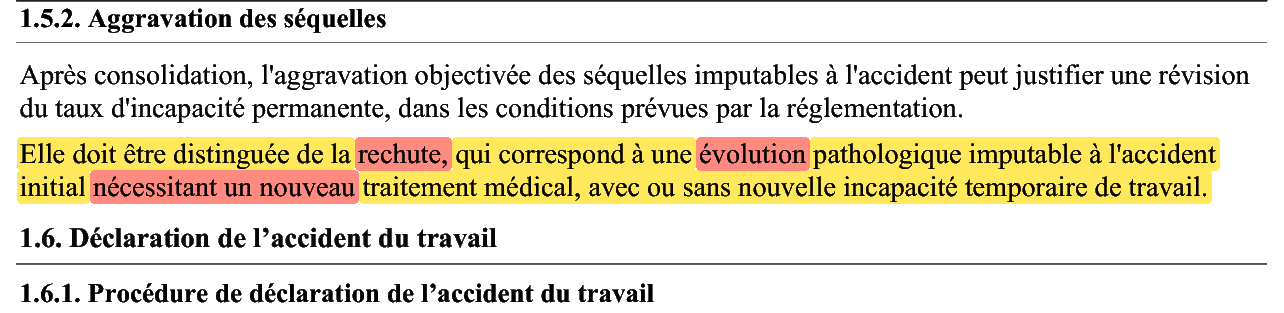 1.5.2. Aggravation des séquelles
Après consolidation, l'aggravation objectivée des séquelles imputables à l'accident peut justifier une révision
du taux d'incapacité permanente, dans les conditions prévues par la réglementation.
Elle doit être distinguée de la rechute, qui correspond à une évolution pathologique imputable à l'accident
initial nécessitant un nouveau traitement médical, avec ou sans nouvelle incapacité temporaire de travail.
1.6. Déclaration de l’accident du travail
1.6.1. Procédure de déclaration de l’accident du travail